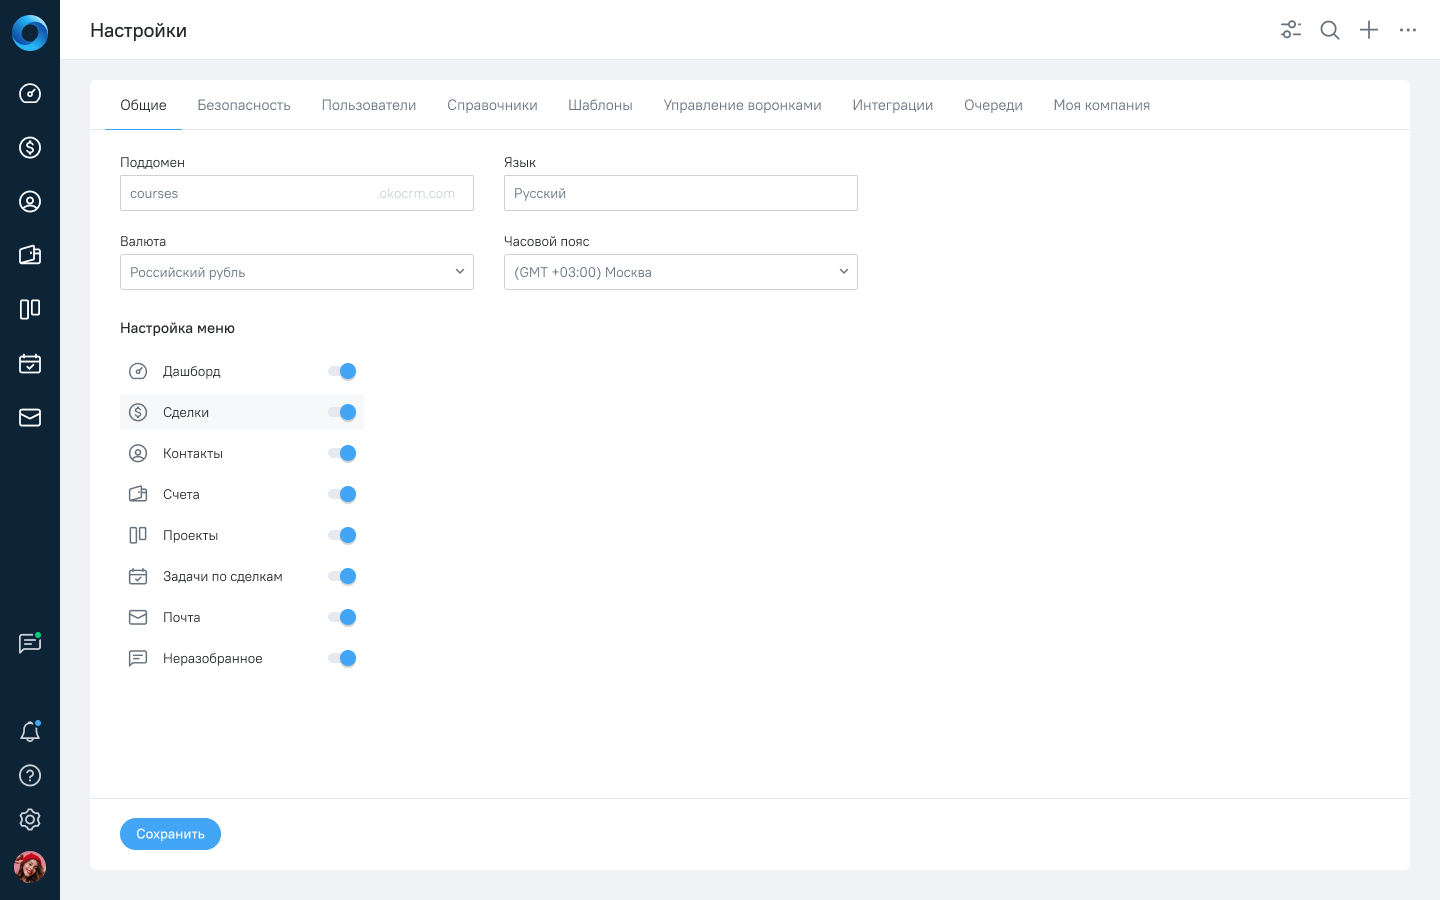 Настройки
Общие Безопасность Пользователи Справочники Шаблоны Управление воронками Интеграции Очереди Моя компания
Поддомен Язык
courses .okocrm.com Русский
Валюта Часовой пояс
Российский рубль (GMT +03:00) Москва
Настройка меню
Дашборд
Сделки
Контакты
Счета
Проекты
Задачи по сделкам
Почта
Неразобранное
Сохранить